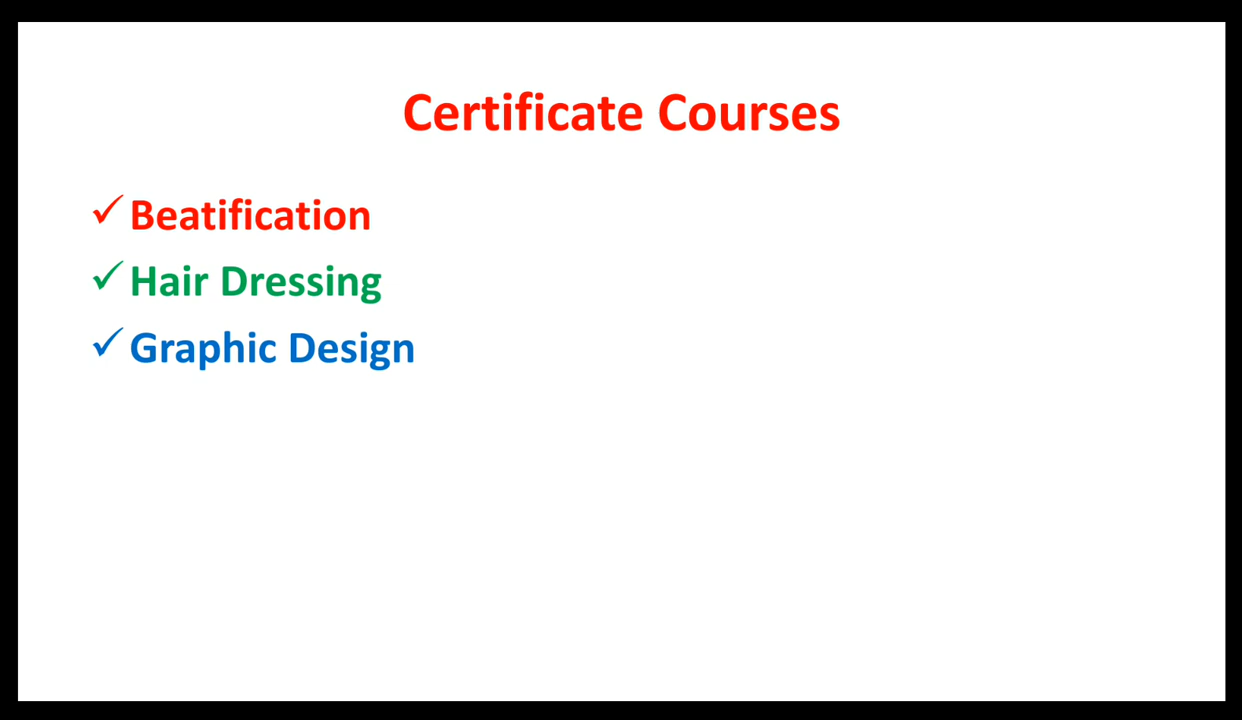 Certificate Courses
✓ Beatification
✓ Hair Dressing
✓ Graphic Design